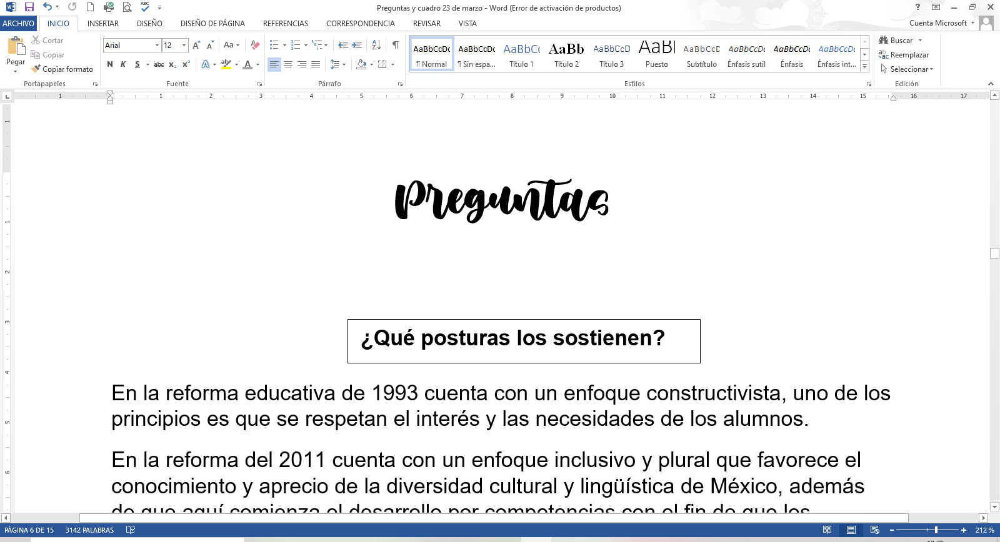 Preguntas y cuadro 23 de marzo - Word (Error de activación de productos)
ARCHIVO INICIO INSERTAR DISEÑO DISEÑO DE PÁGINA REFERENCIAS CORRESPONDENCIA REVISAR VISTA Cuenta Microsoft
Pegar
Cortar
Copiar
Copiar formato
Portapapeles
Arial 12
N K S abc x₂ x²
Fuente
Párrafo
AaBbCcDc AaBbCcDc AaBbCc AaBb AaBbCcD AaBl AaBbCcD AaBbCcDc AaBbCcDc AaBbCcDc
¶ Normal ¶ Sin espa... Título 1 Título 2 Título 3 Puesto Subtítulo Énfasis sutil Énfasis Énfasis int...
Estilos
Buscar
Reemplazar
Seleccionar
Edición
1 1 2 3 4 5 6 7 8 9 10 11 12 13 14 15 16 17
1
1
2
3
4
5
6
Preguntas
¿Qué posturas los sostienen?
En la reforma educativa de 1993 cuenta con un enfoque constructivista, uno de los
principios es que se respetan el interés y las necesidades de los alumnos.
En la reforma del 2011 cuenta con un enfoque inclusivo y plural que favorece el
conocimiento y aprecio de la diversidad cultural y lingüística de México, además
de que aquí comienza el desarrollo por competencias con el fin de que los
PÁGINA 6 DE 15 3142 PALABRAS 212 %